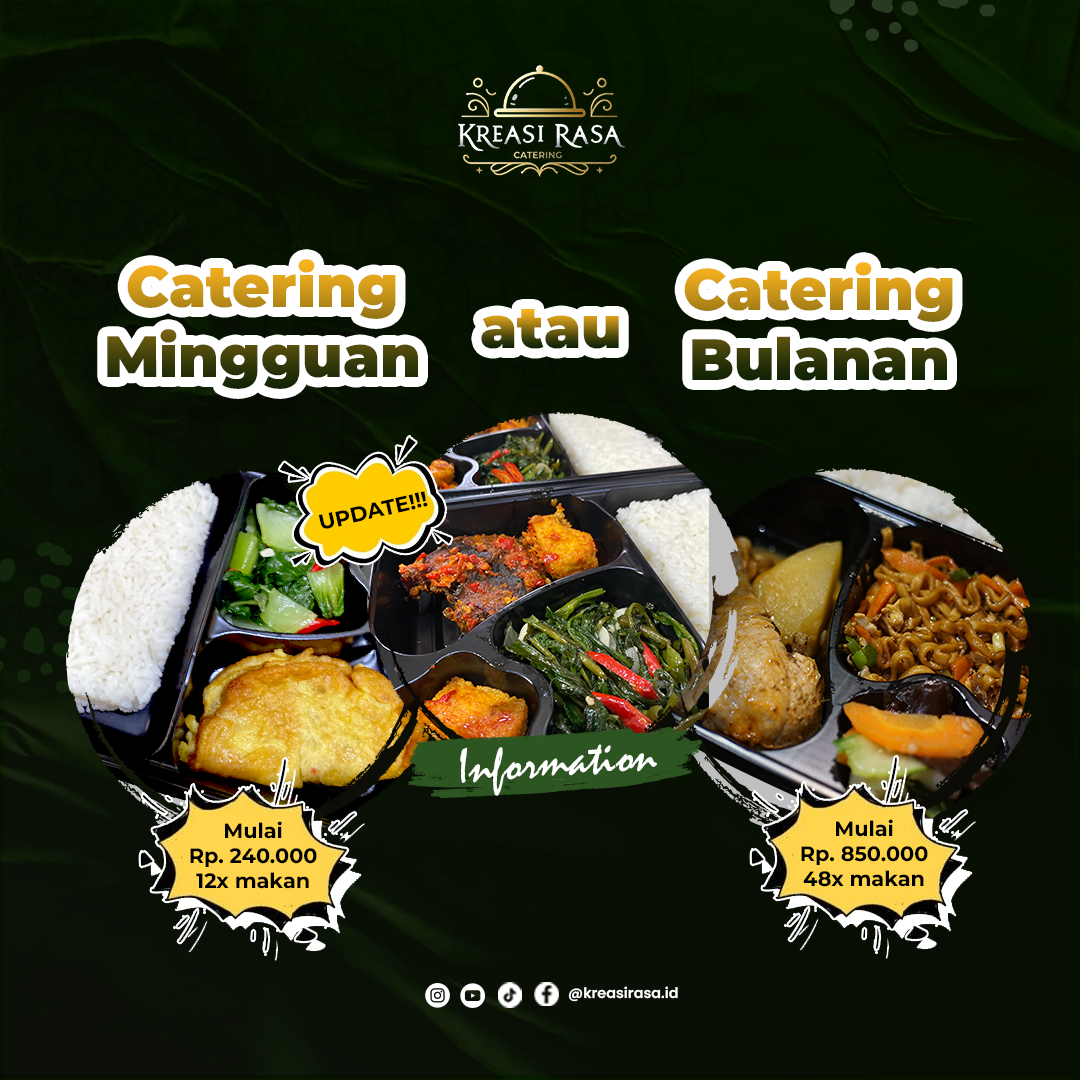 KREASI RASA
CATERING
Catering
Mingguan
atau
Catering
Bulanan
UPDATE!!!
Information
Mulai
Rp. 240.000
12x makan
Mulai
Rp. 850.000
48x makan
@kreasirasa.id